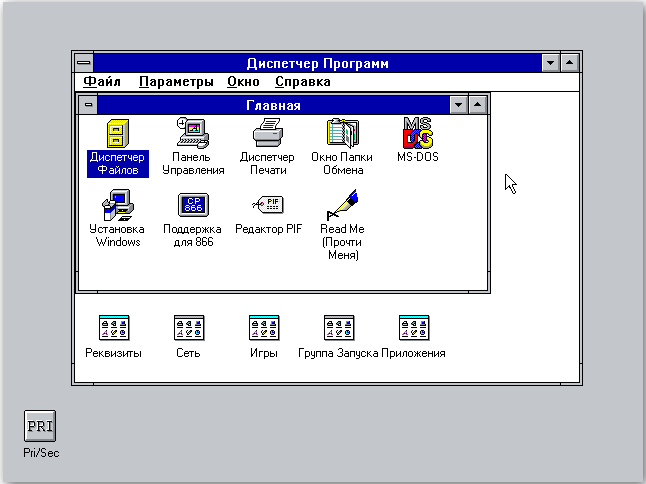 Диспетчер Программ
Файл Параметры Окно Справка
Главная
MS
DOS
Диспетчер Панель Диспетчер Окно Папки MS-DOS
Файлов Управления Печати Обмена
CP
866
PIF
Установка Поддержка Редактор PIF Read Me
Windows для 866 (Прочти
Меня)
Реквизиты Сеть Игры Группа Запуска Приложения
PRI
Pri/Sec